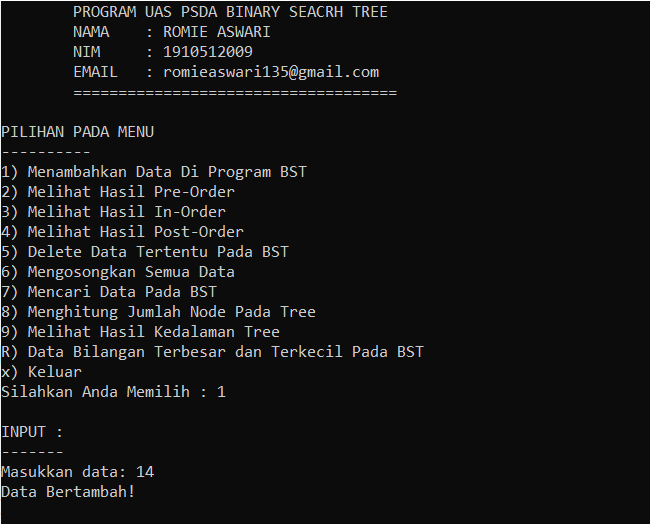 PROGRAM UAS PSDA BINARY SEACRH TREE
NAMA : ROMIE ASWARI
NIM : 1910512009
EMAIL : romieaswari135@gmail.com
====================================
PILIHAN PADA MENU
----------
1) Menambahkan Data Di Program BST
2) Melihat Hasil Pre-Order
3) Melihat Hasil In-Order
4) Melihat Hasil Post-Order
5) Delete Data Tertentu Pada BST
6) Mengosongkan Semua Data
7) Mencari Data Pada BST
8) Menghitung Jumlah Node Pada Tree
9) Melihat Hasil Kedalaman Tree
R) Data Bilangan Terbesar dan Terkecil Pada BST
x) Keluar
Silahkan Anda Memilih : 1
INPUT :
-------
Masukkan data: 14
Data Bertambah!